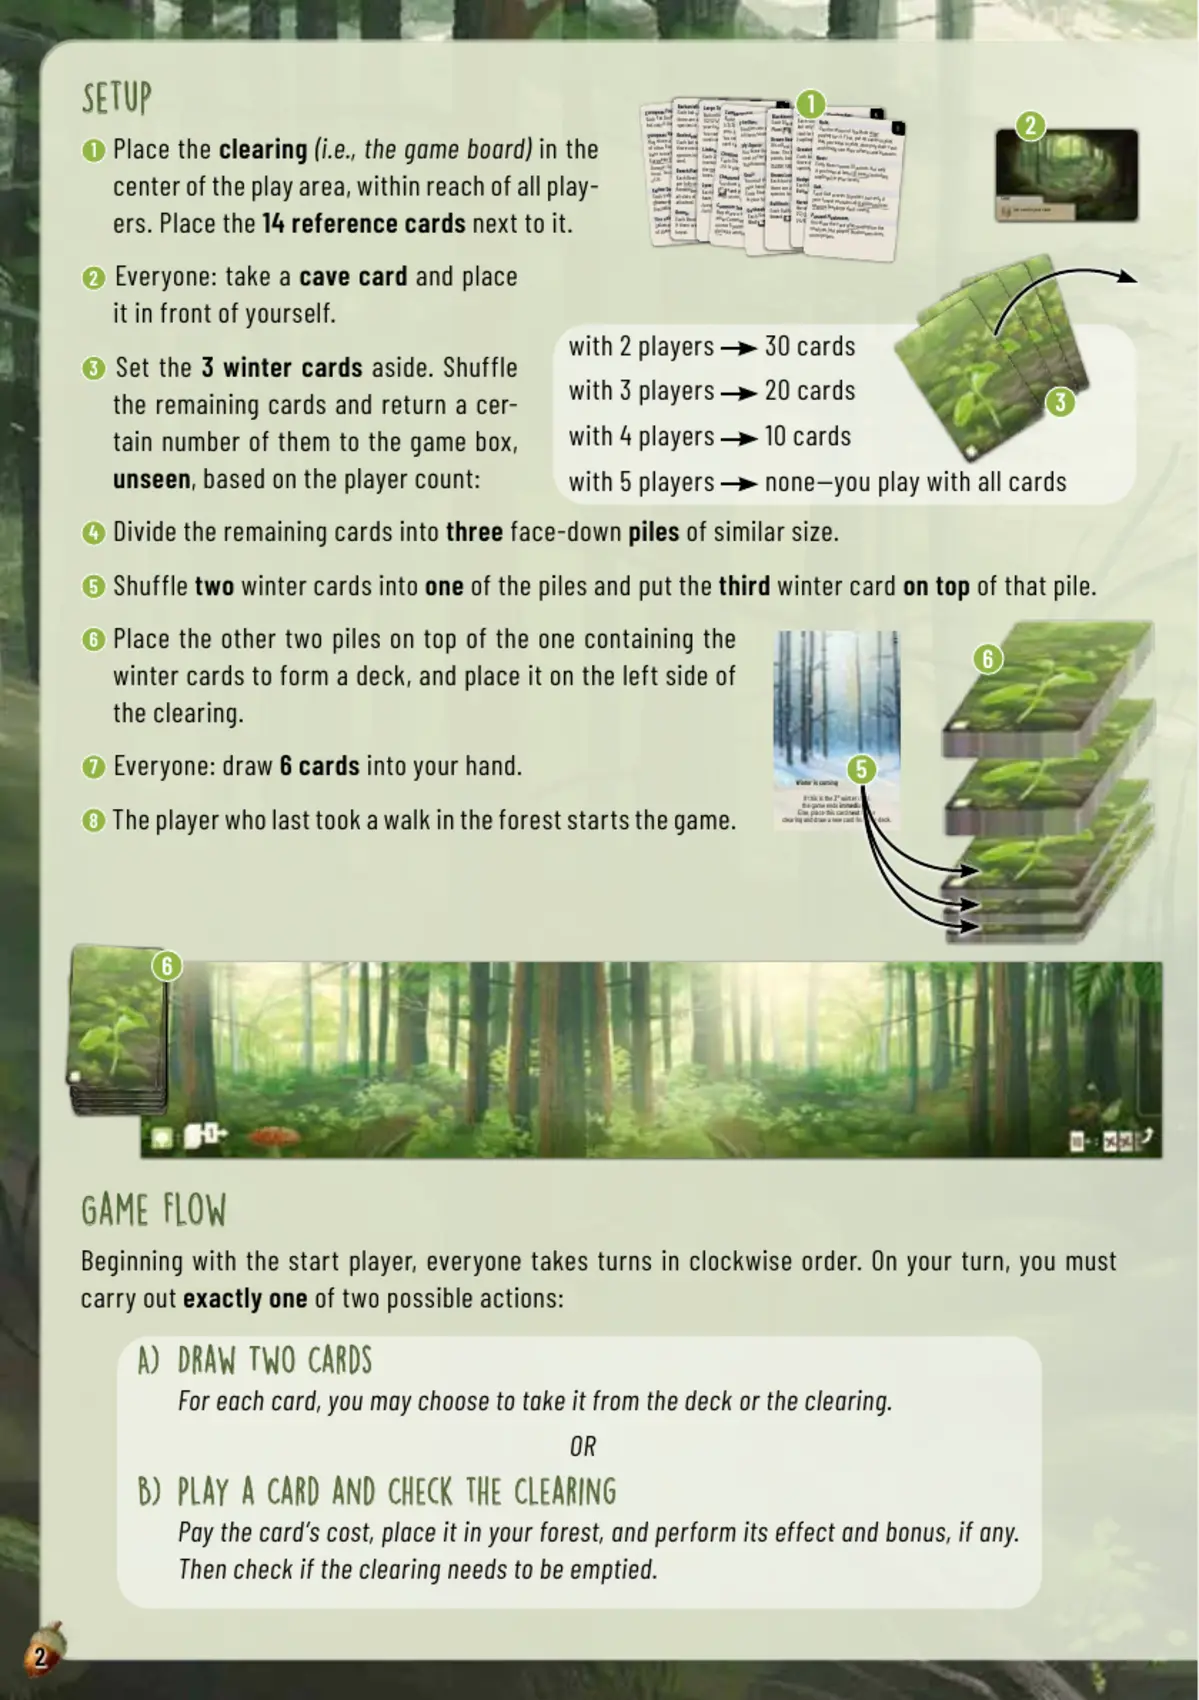 SETUP
1 Place the clearing (i.e., the game board) in the
center of the play area, within reach of all play-
ers. Place the 14 reference cards next to it.
2 Everyone: take a cave card and place
it in front of yourself.
3 Set the 3 winter cards aside. Shuffle
the remaining cards and return a cer-
tain number of them to the game box,
unseen, based on the player count:
1
2
with 2 players → 30 cards
with 3 players → 20 cards
with 4 players → 10 cards
with 5 players → none—you play with all cards
3
4 Divide the remaining cards into three face-down piles of similar size.
5 Shuffle two winter cards into one of the piles and put the third winter card on top of that pile.
6 Place the other two piles on top of the one containing the
winter cards to form a deck, and place it on the left side of
the clearing.
7 Everyone: draw 6 cards into your hand.
8 The player who last took a walk in the forest starts the game.
6
5
Winter is coming
6
GAME FLOW
Beginning with the start player, everyone takes turns in clockwise order. On your turn, you must
carry out exactly one of two possible actions:
A) DRAW TWO CARDS
For each card, you may choose to take it from the deck or the clearing.
OR
B) PLAY A CARD AND CHECK THE CLEARING
Pay the card's cost, place it in your forest, and perform its effect and bonus, if any.
Then check if the clearing needs to be emptied.
2